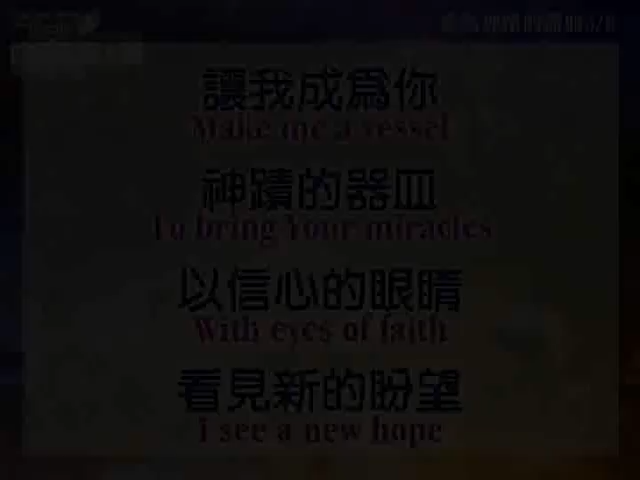 讓我成爲你
Make me a vessel
神蹟的器皿
To bring Your miracles
以信心的眼睛
With eyes of faith
看見新的盼望
I see a new hope